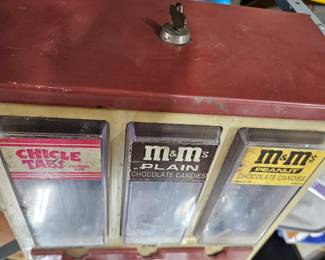 CHICLE
TABS
m&m's
PLAIN
CHOCOLATE CANDIES
m&m's
PEANUT
CHOCOLATE CANDIES